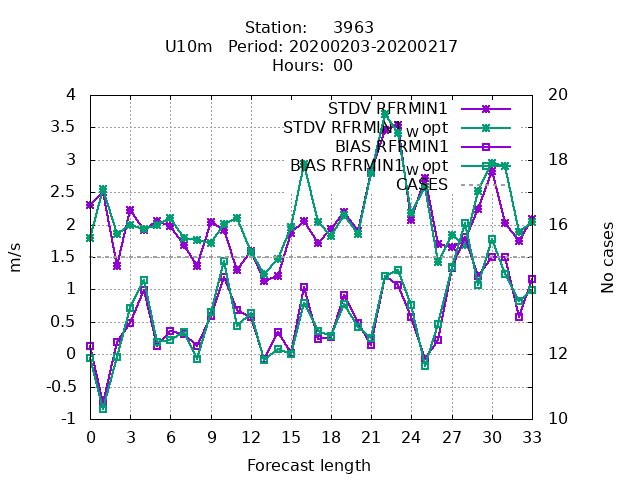 Station: 3963
U10m Period: 20200203-20200217
Hours: 00
4
3.5
3
2.5
2
1.5
1
0.5
0
-0.5
-1
20
18
16
14
12
10
STDV RFRMIN1
STDV RFRMIN1_W opt
BIAS RFRMIN1
BIAS RFRMIN1_W opt
CASES
m/s
No cases
0 3 6 9 12 15 18 21 24 27 30 33
Forecast length